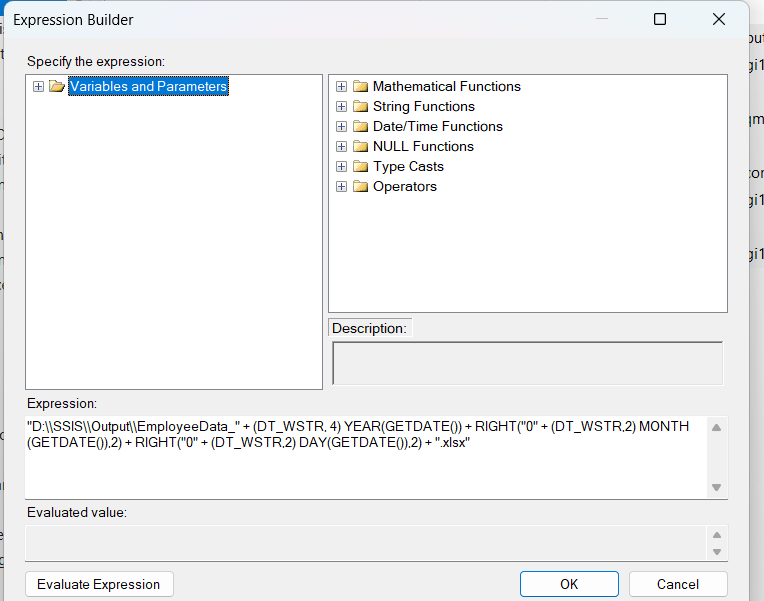 Expression Builder
Specify the expression:
Variables and Parameters
Mathematical Functions
String Functions
Date/Time Functions
NULL Functions
Type Casts
Operators
Description:
Expression:
"D:\\SSIS\\Output\\EmployeeData_" + (DT_WSTR, 4) YEAR(GETDATE()) + RIGHT("0" + (DT_WSTR,2) MONTH
(GETDATE()),2) + RIGHT("0" + (DT_WSTR,2) DAY(GETDATE()),2) + ".xlsx"
Evaluated value:
Evaluate Expression
OK
Cancel